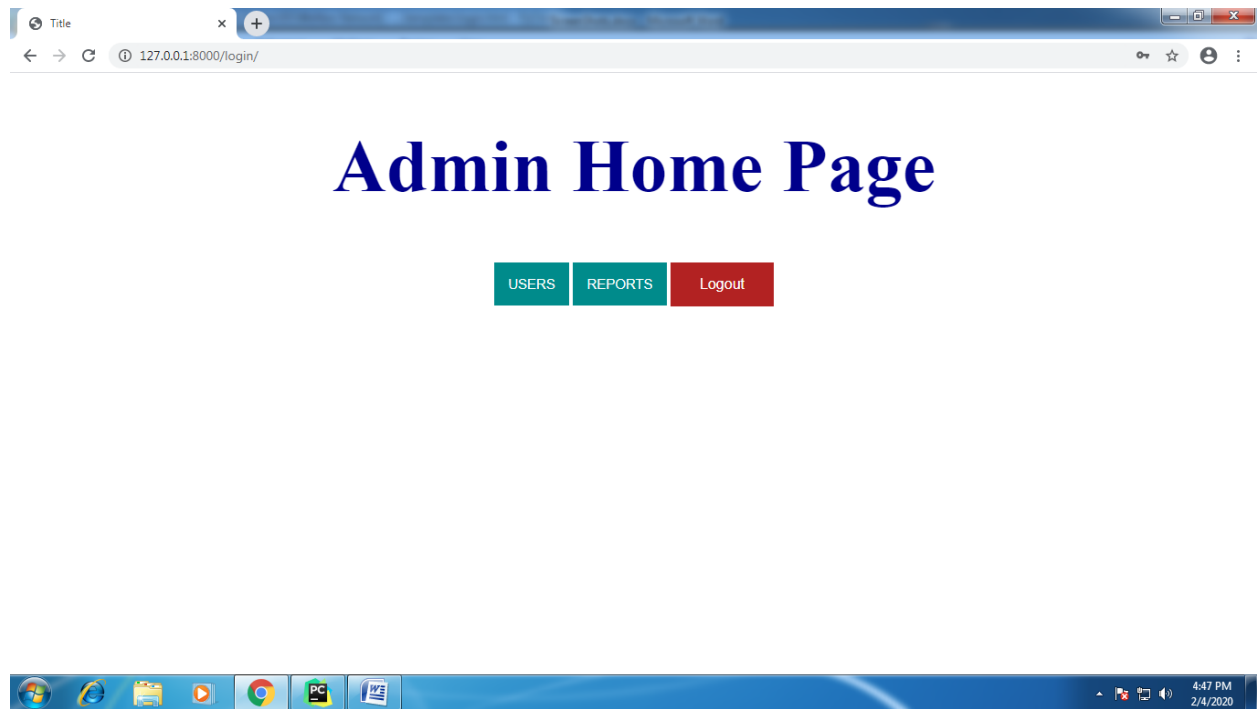 Title
127.0.0.1:8000/login/
Admin Home Page
USERS REPORTS Logout
PC
W
4:47 PM
2/4/2020